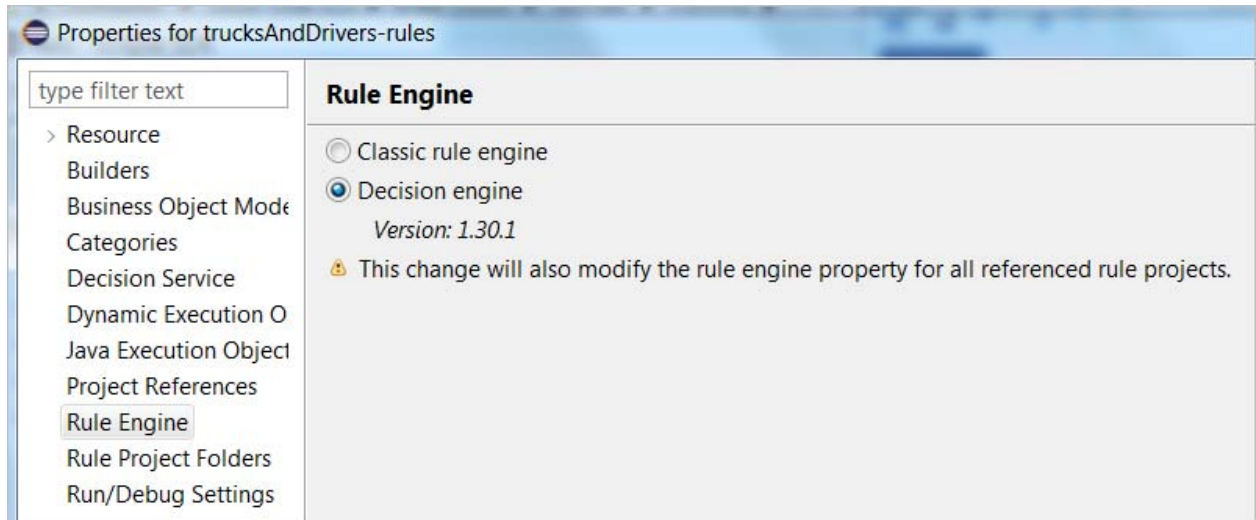 Properties for trucksAndDrivers-rules
type filter text
Rule Engine
Resource
Builders
Business Object Mode
Categories
Decision Service
Dynamic Execution O
Java Execution Object
Project References
Rule Engine
Rule Project Folders
Run/Debug Settings
Classic rule engine
Decision engine
Version: 1.30.1
This change will also modify the rule engine property for all referenced rule projects.